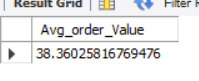 Result Grid Filter R
Avg_order_Value
38.36025816769476